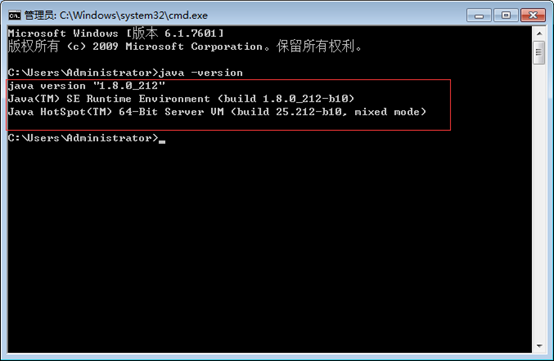 管理员: C:\Windows\system32\cmd.exe
Microsoft Windows [版本 6.1.7601]
版权所有 (c) 2009 Microsoft Corporation。保留所有权利。
C:\Users\Administrator>java -version
java version "1.8.0_212"
Java(TM) SE Runtime Environment (build 1.8.0_212-b10)
Java HotSpot(TM) 64-Bit Server VM (build 25.212-b10, mixed mode)
C:\Users\Administrator>_